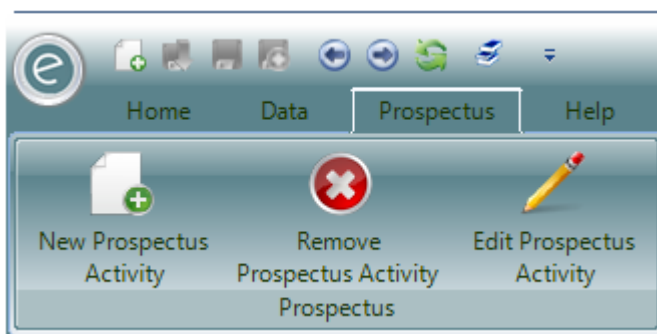 e
Home Data Prospectus Help
New Prospectus Remove Edit Prospectus
Activity Prospectus Activity Activity
Prospectus